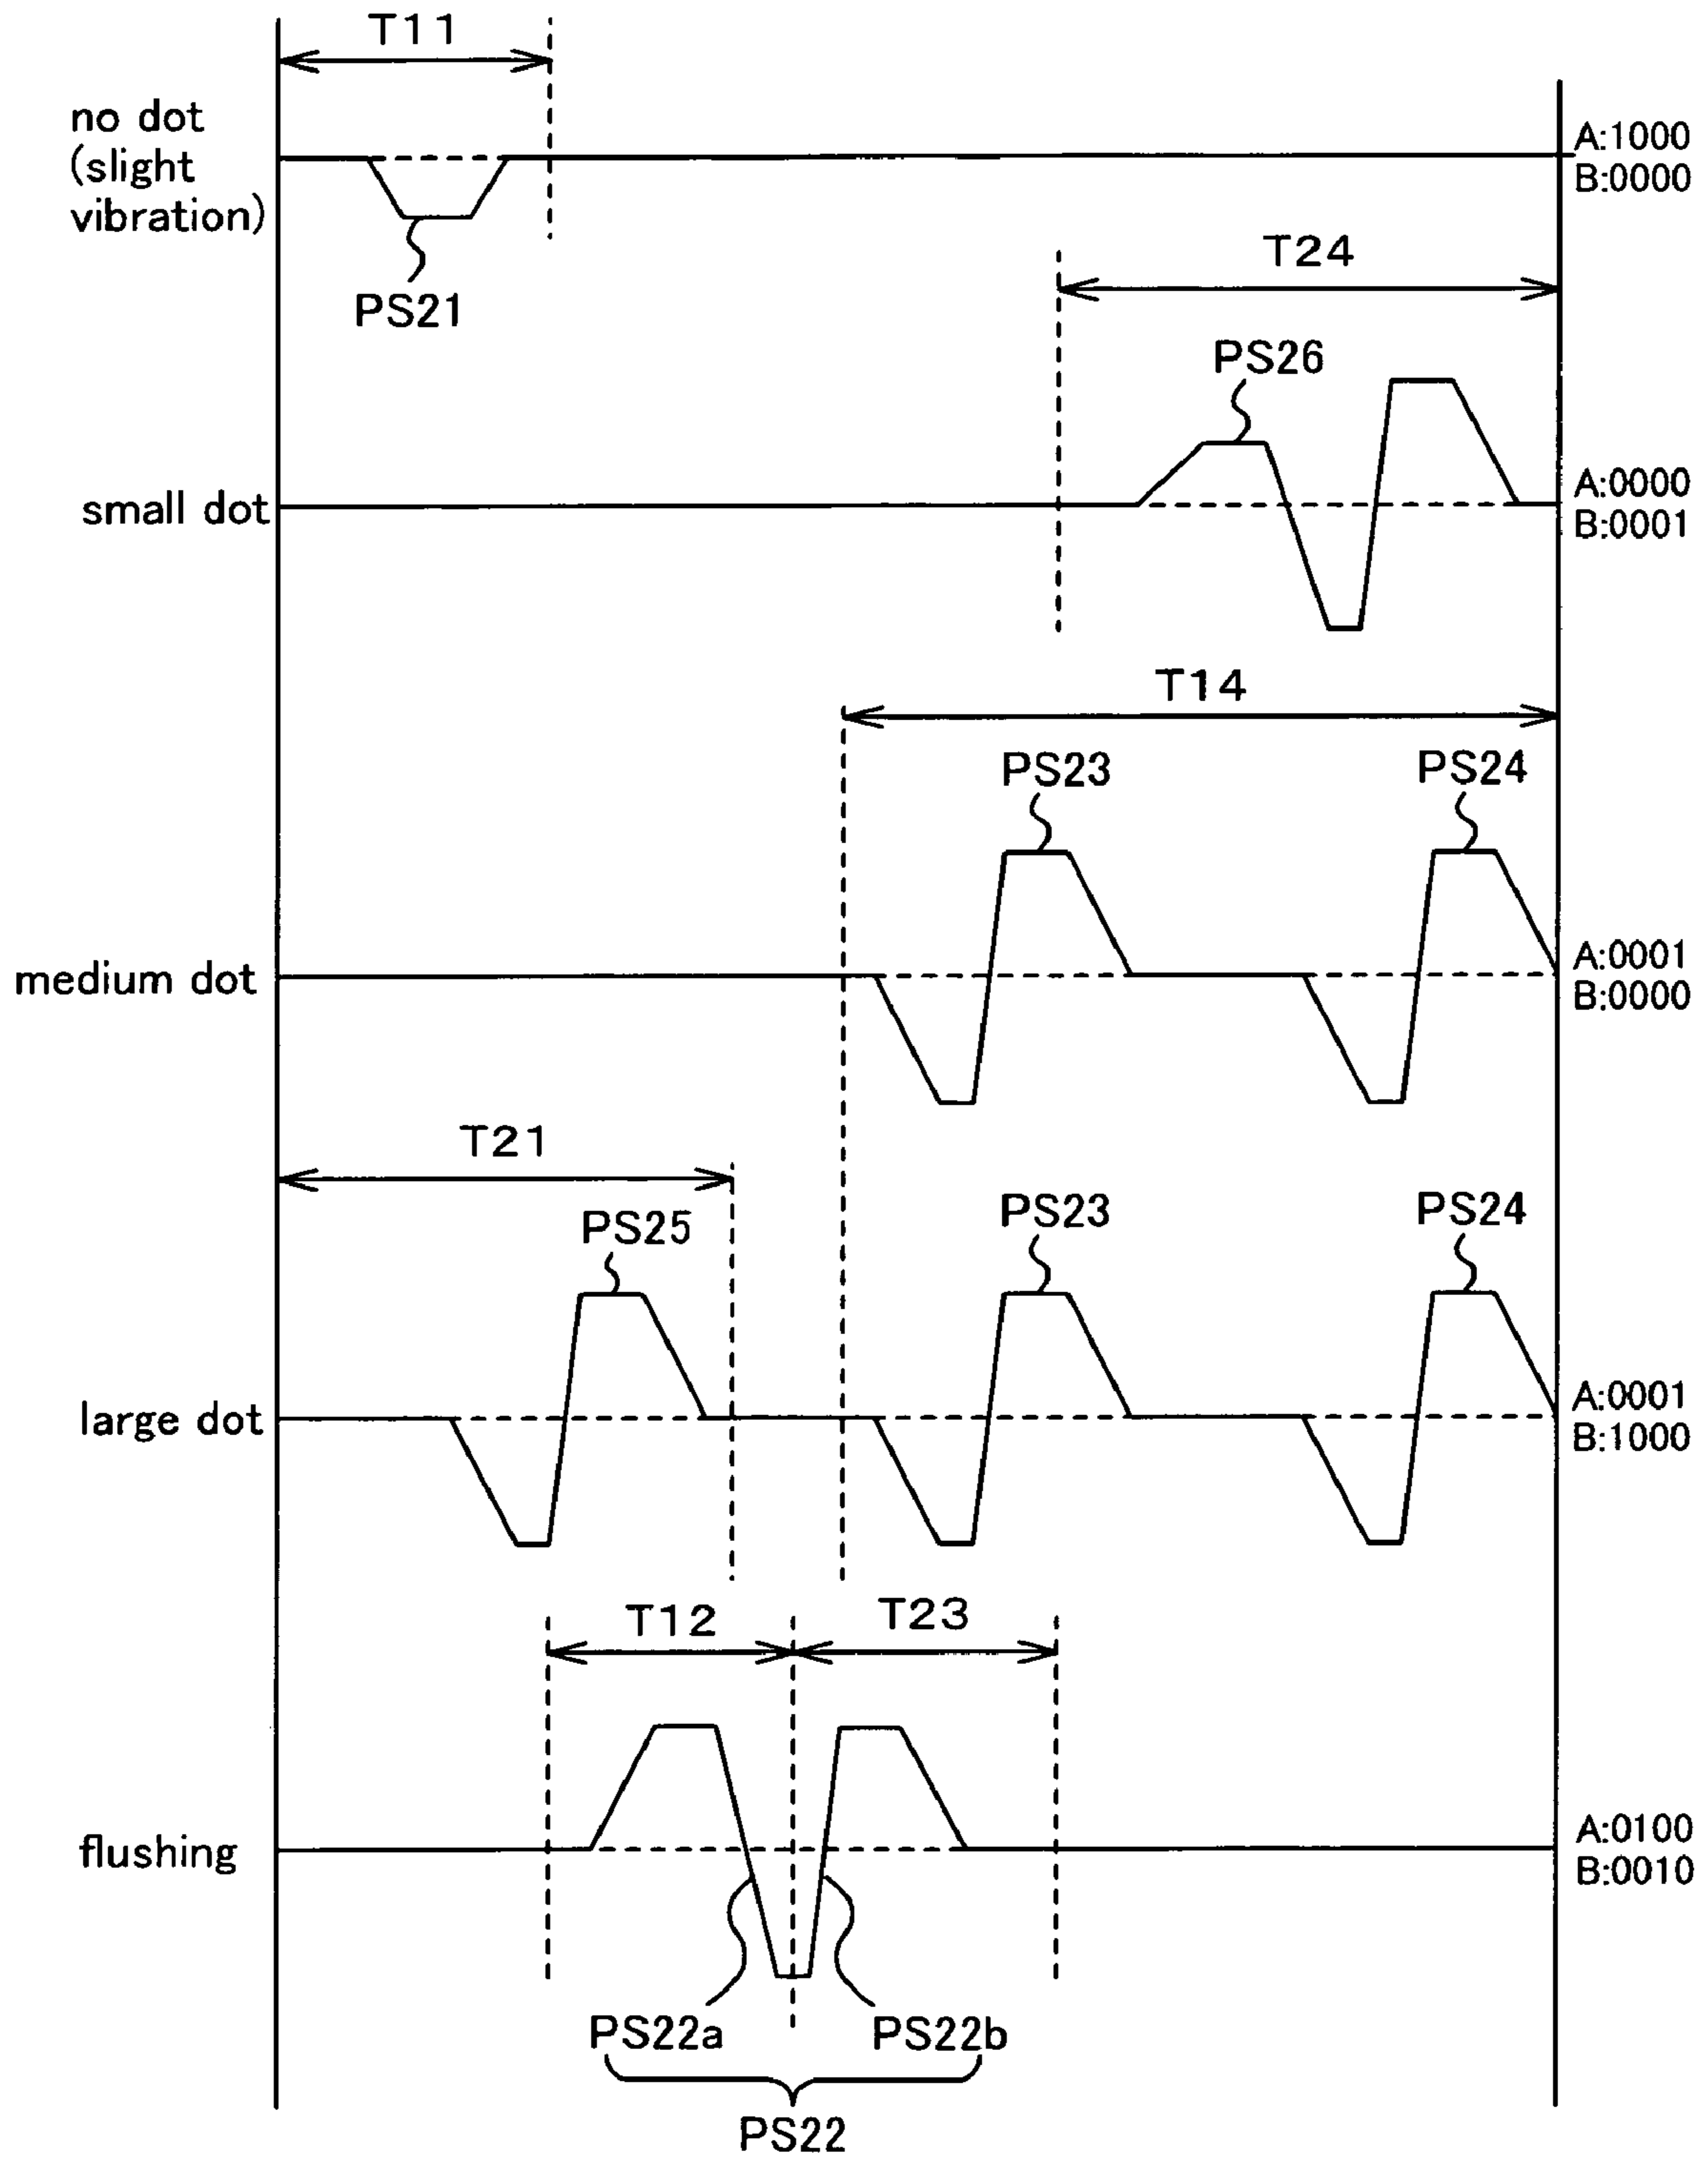 T11
no dot
(slight
vibration)
A:1000
B:0000
PS21
T24
PS26
small dot
A:0000
B:0001
T14
PS23
PS24
medium dot
A:0001
B:0000
T21
PS25
PS23
PS24
large dot
A:0001
B:1000
T12
T23
flushing
A:0100
B:0010
PS22a
PS22b
PS22